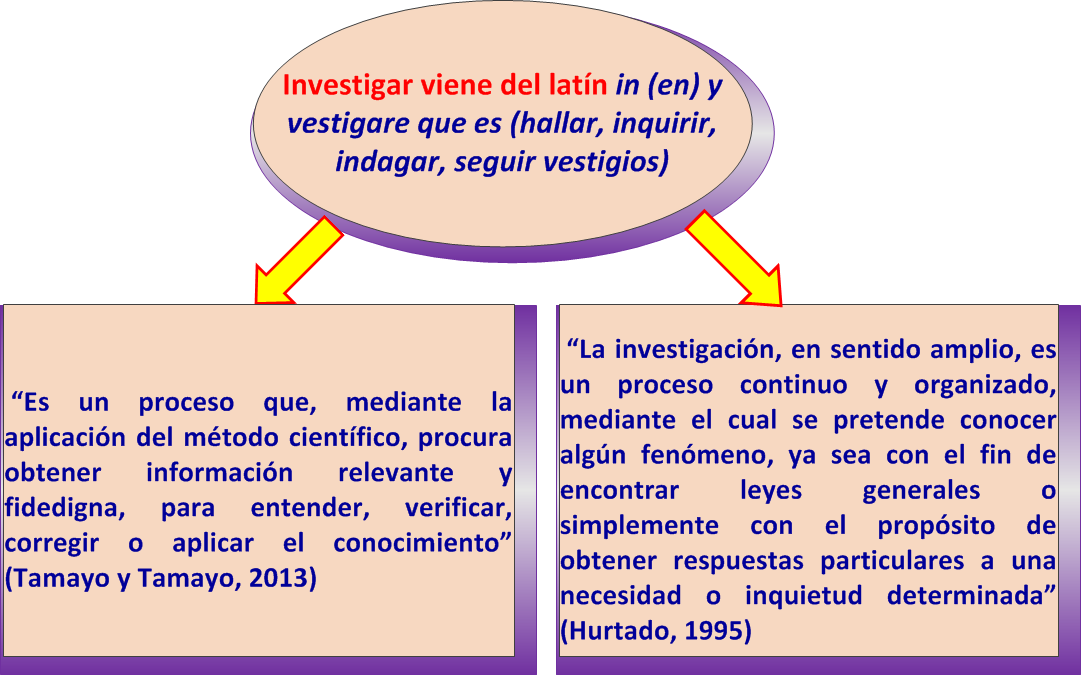 Investigar viene del latín in (en) y
vestigare que es (hallar, inquirir,
indagar, seguir vestigios)
“Es un proceso que, mediante la
aplicación del método científico, procura
obtener información relevante y
fidedigna, para entender, verificar,
corregir o aplicar el conocimiento”
(Tamayo y Tamayo, 2013)
“La investigación, en sentido amplio, es
un proceso continuo y organizado,
mediante el cual se pretende conocer
algún fenómeno, ya sea con el fin de
encontrar leyes generales o
simplemente con el propósito de
obtener respuestas particulares a una
necesidad o inquietud determinada”
(Hurtado, 1995)